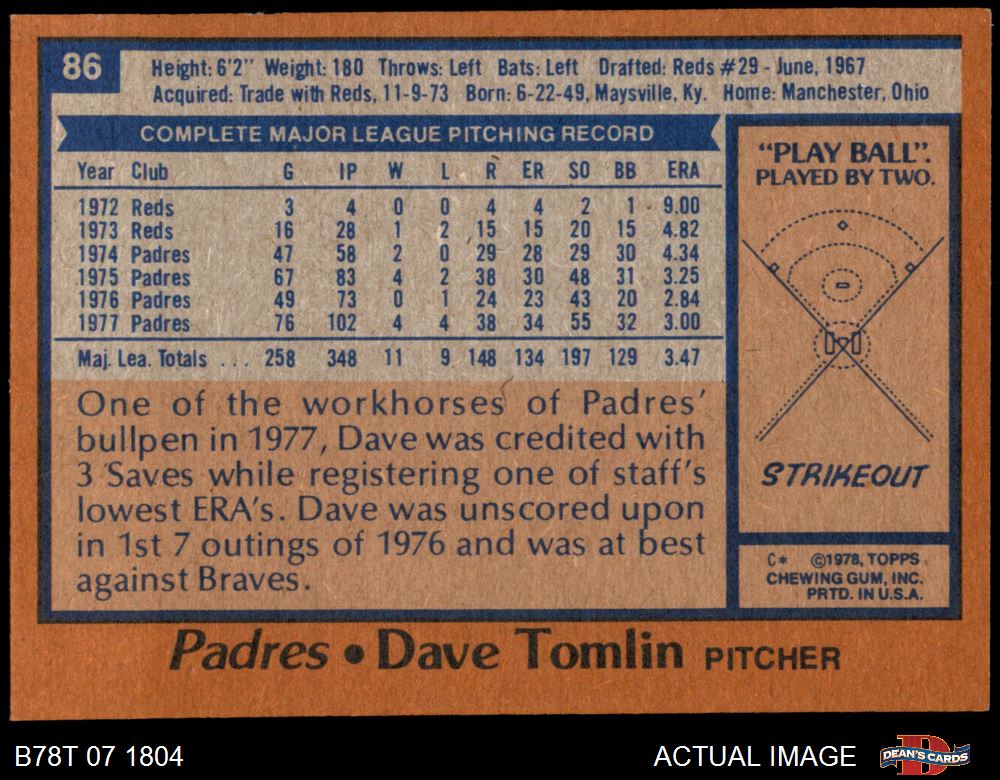 86
Height: 6'2" Weight: 180 Throws: Left Bats: Left Drafted: Reds #29 - June, 1967
Acquired: Trade with Reds, 11-9-73 Born: 6-22-49, Maysville, Ky. Home: Manchester, Ohio
COMPLETE MAJOR LEAGUE PITCHING RECORD
Year Club G IP W L R ER SO BB ERA
1972 Reds 3 4 0 0 4 4 2 1 9.00
1973 Reds 16 28 1 2 15 15 20 15 4.82
1974 Padres 47 58 2 0 29 28 29 30 4.34
1975 Padres 67 83 4 2 38 30 48 31 3.25
1976 Padres 49 73 0 1 24 23 43 20 2.84
1977 Padres 76 102 4 4 38 34 55 32 3.00
Maj. Lea. Totals . . . 258 348 11 9 148 134 197 129 3.47
One of the workhorses of Padres'
bullpen in 1977, Dave was credited with
3 Saves while registering one of staff's
lowest ERA's. Dave was unscored upon
in 1st 7 outings of 1976 and was at best
against Braves.
"PLAY BALL".
PLAYED BY TWO.
STRIKEOUT
C* ©1978, TOPPS
CHEWING GUM, INC.
PRTD. IN U.S.A.
Padres • Dave Tomlin PITCHER
B78T 07 1804
ACTUAL IMAGE
D
DEAN'S CARDS